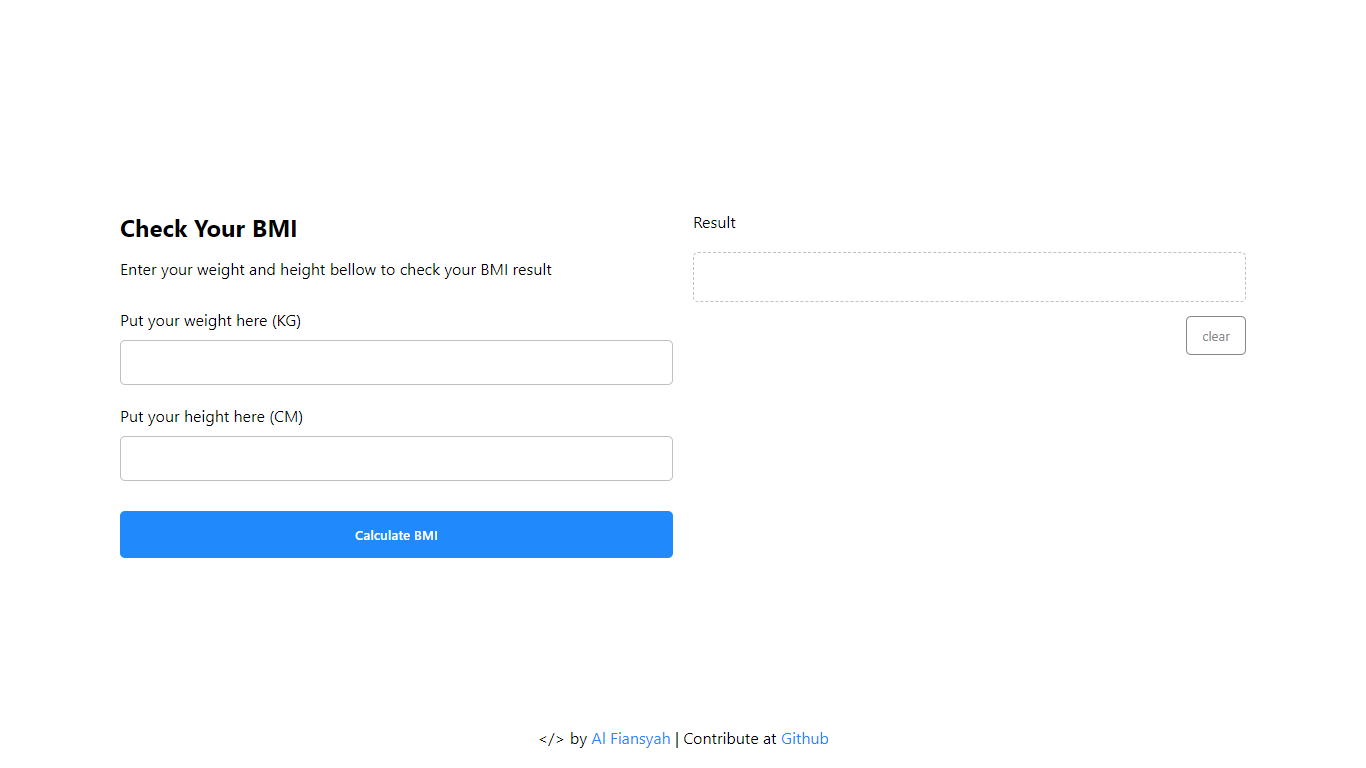 Check Your BMI
Enter your weight and height bellow to check your BMI result
Put your weight here (KG)
Put your height here (CM)
Calculate BMI
Result
clear
</> by Al Fiansyah | Contribute at Github